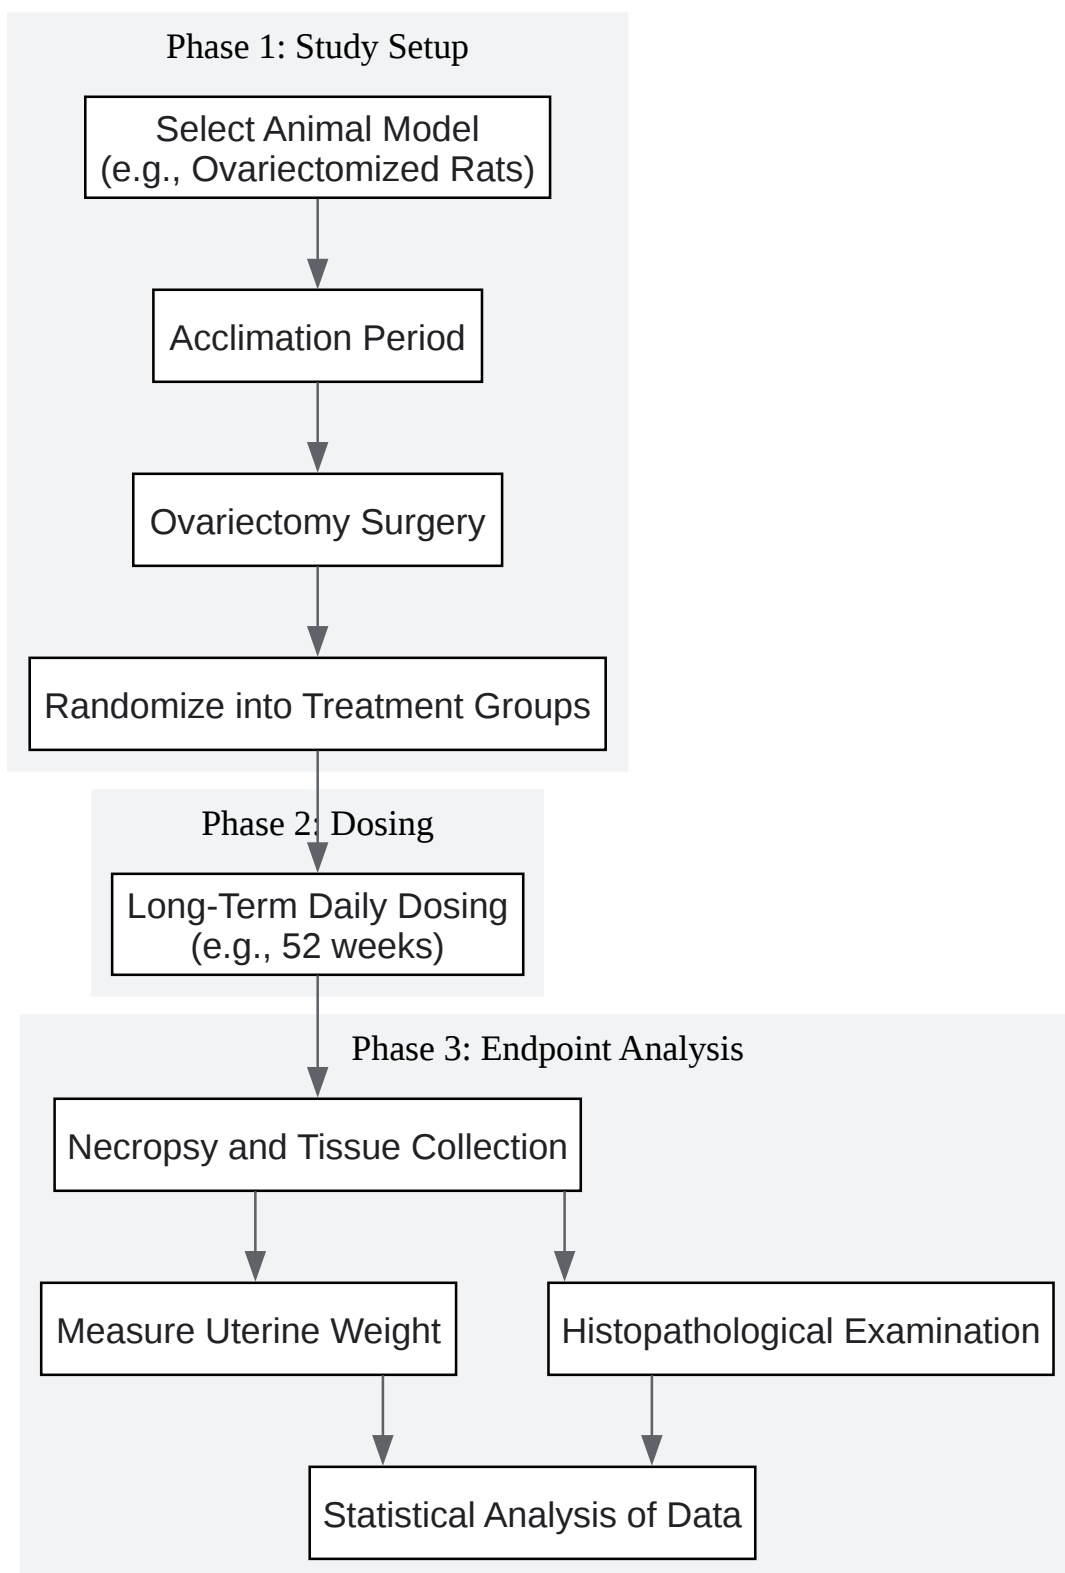 Phase 1: Study Setup
Select Animal Model
(e.g., Ovariectomized Rats)
Acclimation Period
Ovariectomy Surgery
Randomize into Treatment Groups
Phase 2: Dosing
Long-Term Daily Dosing
(e.g., 52 weeks)
Phase 3: Endpoint Analysis
Necropsy and Tissue Collection
Measure Uterine Weight
Histopathological Examination
Statistical Analysis of Data